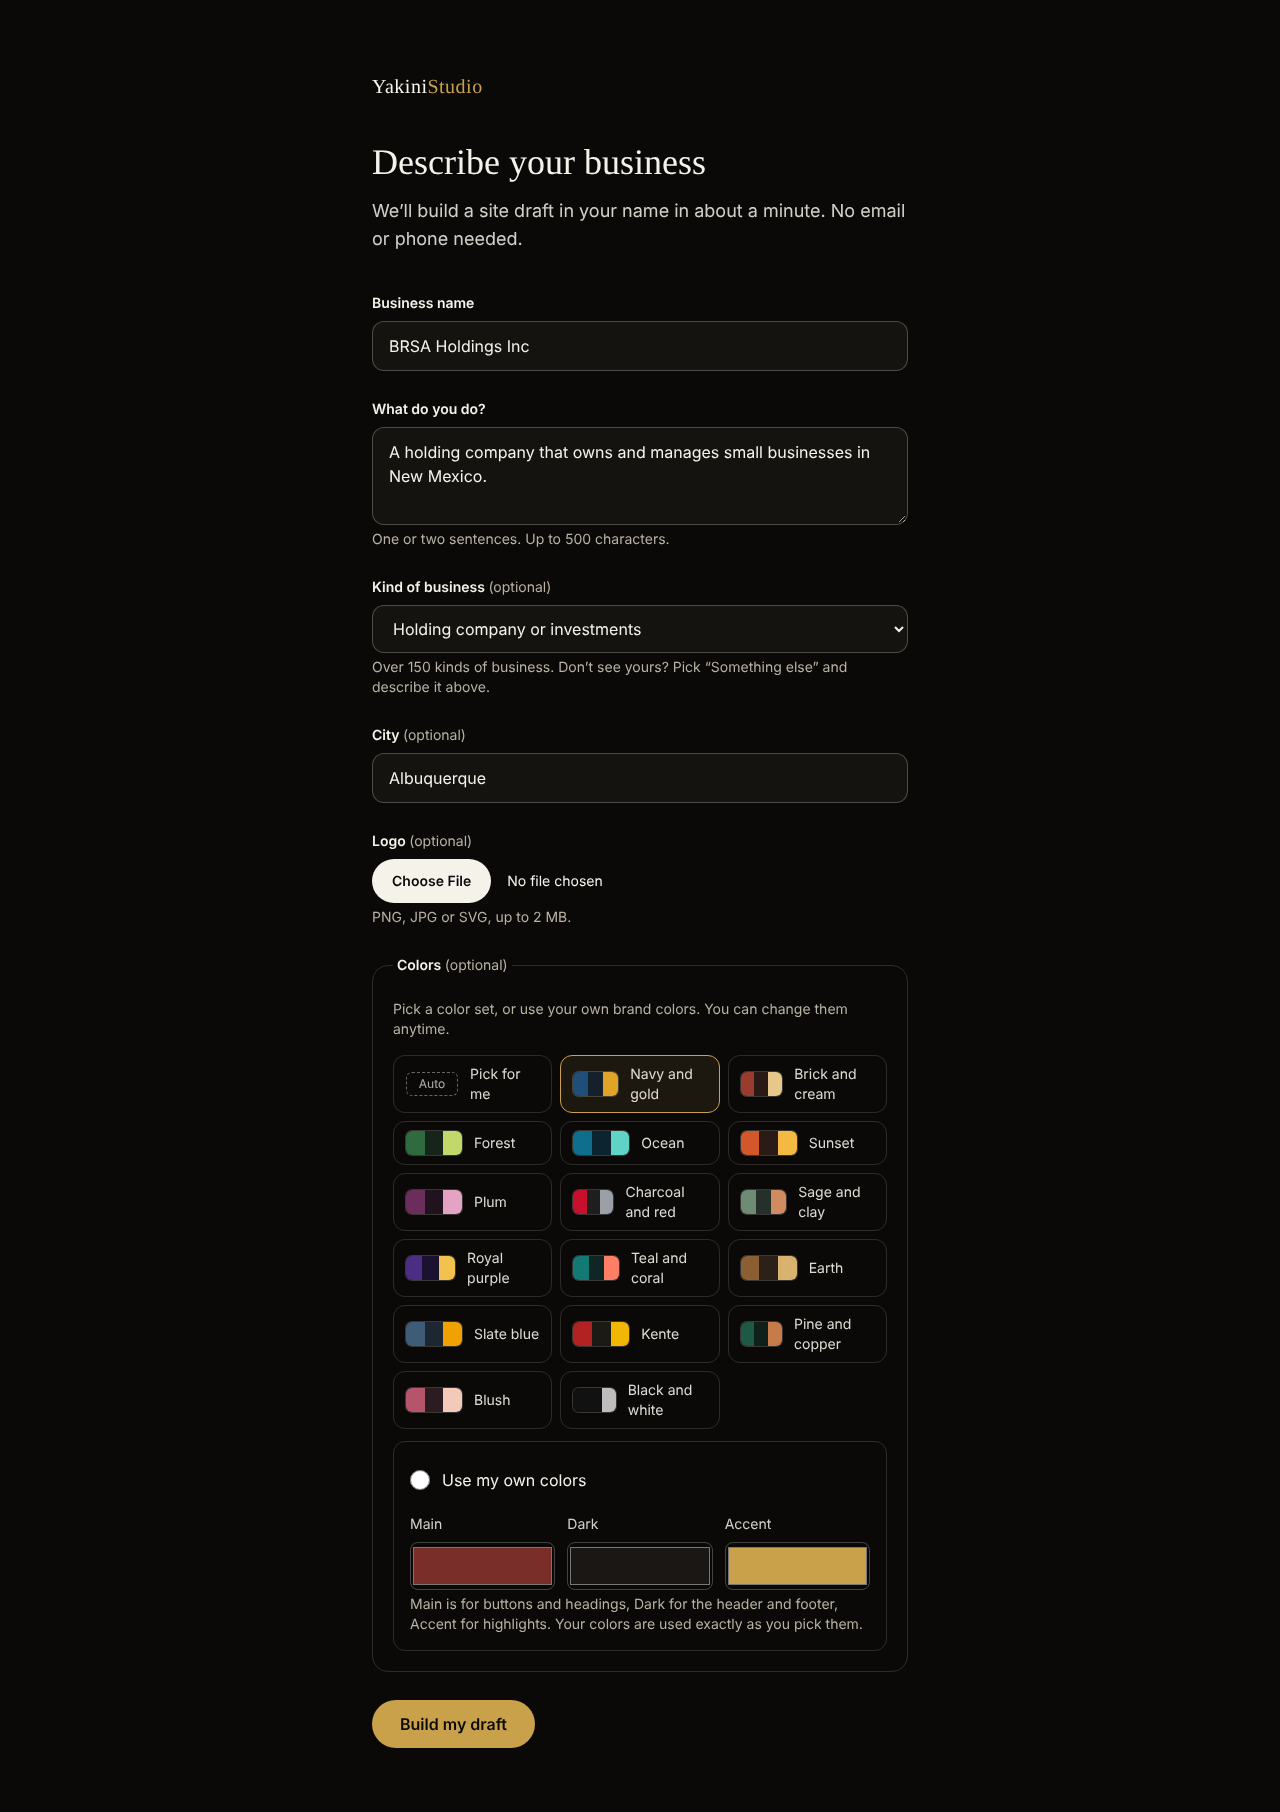 YakiniStudio
Describe your business
We’ll build a site draft in your name in about a minute. No email
or phone needed.
Business name
BRSA Holdings Inc
What do you do?
A holding company that owns and manages small businesses in
New Mexico.
One or two sentences. Up to 500 characters.
Kind of business (optional)
Holding company or investments
Over 150 kinds of business. Don’t see yours? Pick “Something else” and
describe it above.
City (optional)
Albuquerque
Logo (optional)
Choose File No file chosen
PNG, JPG or SVG, up to 2 MB.
Colors (optional)
Pick a color set, or use your own brand colors. You can change them
anytime.
Auto
Pick for
me
Navy and
gold
Brick and
cream
Forest
Ocean
Sunset
Plum
Charcoal
and red
Sage and
clay
Royal
purple
Teal and
coral
Earth
Slate blue
Kente
Pine and
copper
Blush
Black and
white
Use my own colors
Main
Dark
Accent
Main is for buttons and headings, Dark for the header and footer,
Accent for highlights. Your colors are used exactly as you pick them.
Build my draft